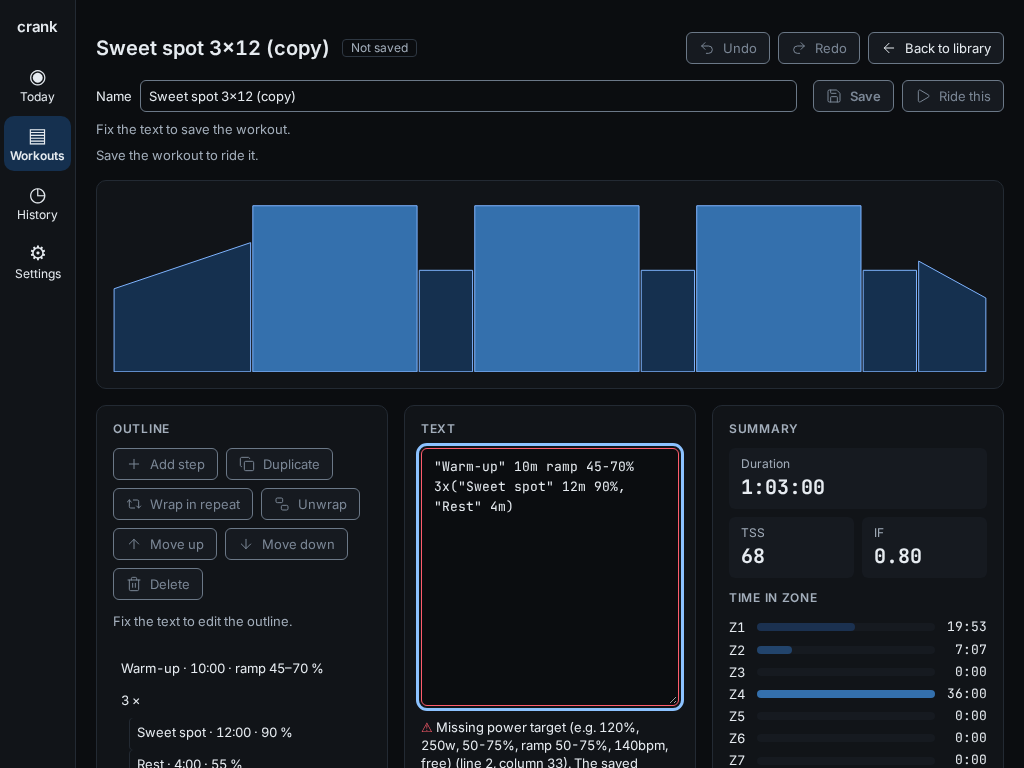 crank
Today
Workouts
History
Settings
Sweet spot 3×12 (copy)
Not saved
Undo
Redo
Back to library
Name
Sweet spot 3×12 (copy)
Save
Ride this
Fix the text to save the workout.
Save the workout to ride it.
OUTLINE
Add step
Duplicate
Wrap in repeat
Unwrap
Move up
Move down
Delete
Fix the text to edit the outline.
Warm-up · 10:00 · ramp 45–70 %
3 ×
Sweet spot · 12:00 · 90 %
Rest · 4:00 · 55 %
TEXT
"Warm-up" 10m ramp 45-70%
3x("Sweet spot" 12m 90%,
"Rest" 4m)
⚠ Missing power target (e.g. 120%,
250w, 50-75%, ramp 50-75%, 140bpm,
free) (line 2, column 33). The saved
SUMMARY
Duration
1:03:00
TSS
68
IF
0.80
TIME IN ZONE
Z1 19:53
Z2 7:07
Z3 0:00
Z4 36:00
Z5 0:00
Z6 0:00
Z7 0:00